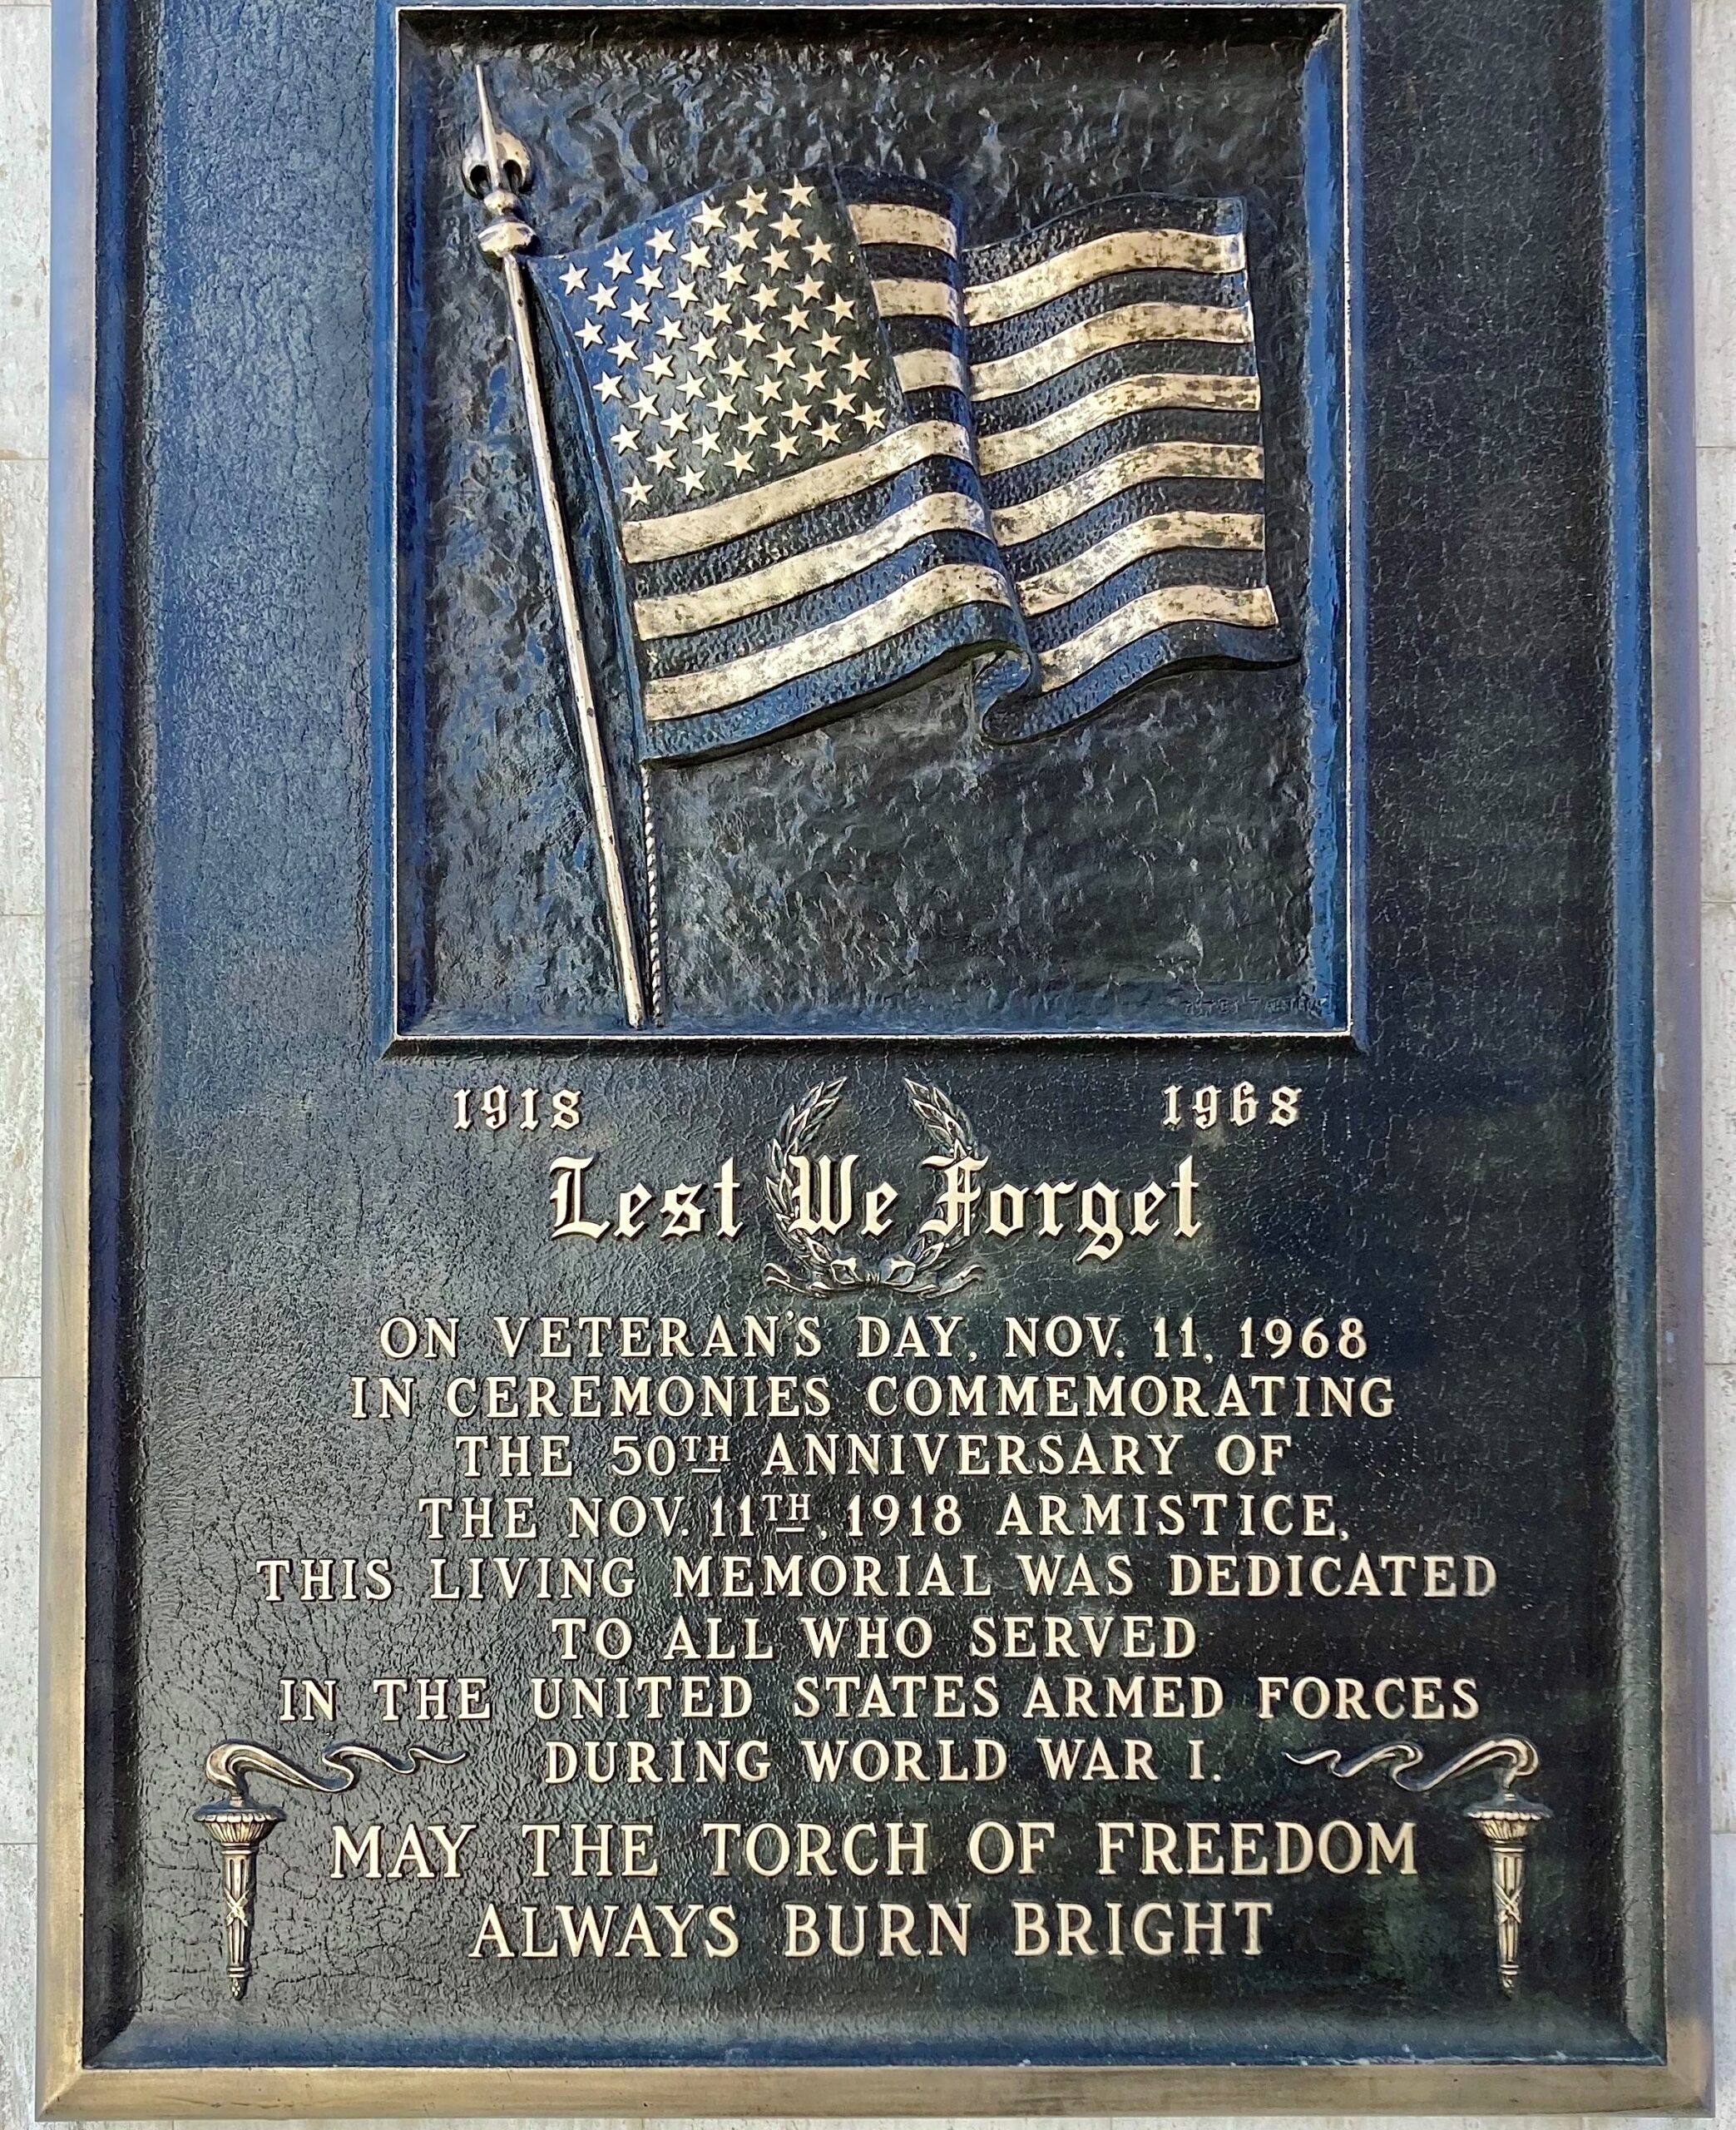 1918 1968
Lest We Forget
ON VETERAN'S DAY, NOV. 11, 1968
IN CEREMONIES COMMEMORATING
THE 50TH ANNIVERSARY OF
THE NOV. 11TH, 1918 ARMISTICE,
THIS LIVING MEMORIAL WAS DEDICATED
TO ALL WHO SERVED
IN THE UNITED STATES ARMED FORCES
DURING WORLD WAR I.
MAY THE TORCH OF FREEDOM
ALWAYS BURN BRIGHT